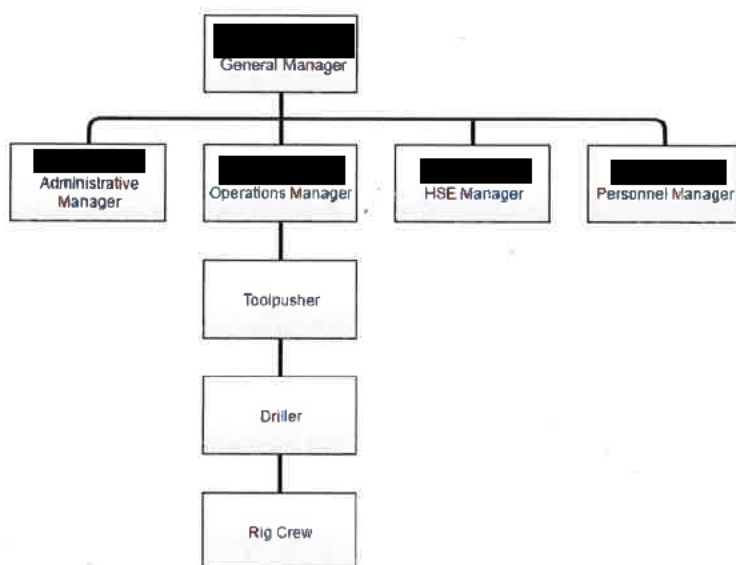 General Manager
Administrative
Manager
Operations Manager
HSE Manager
Personnel Manager
Toolpusher
Driller
Rig Crew